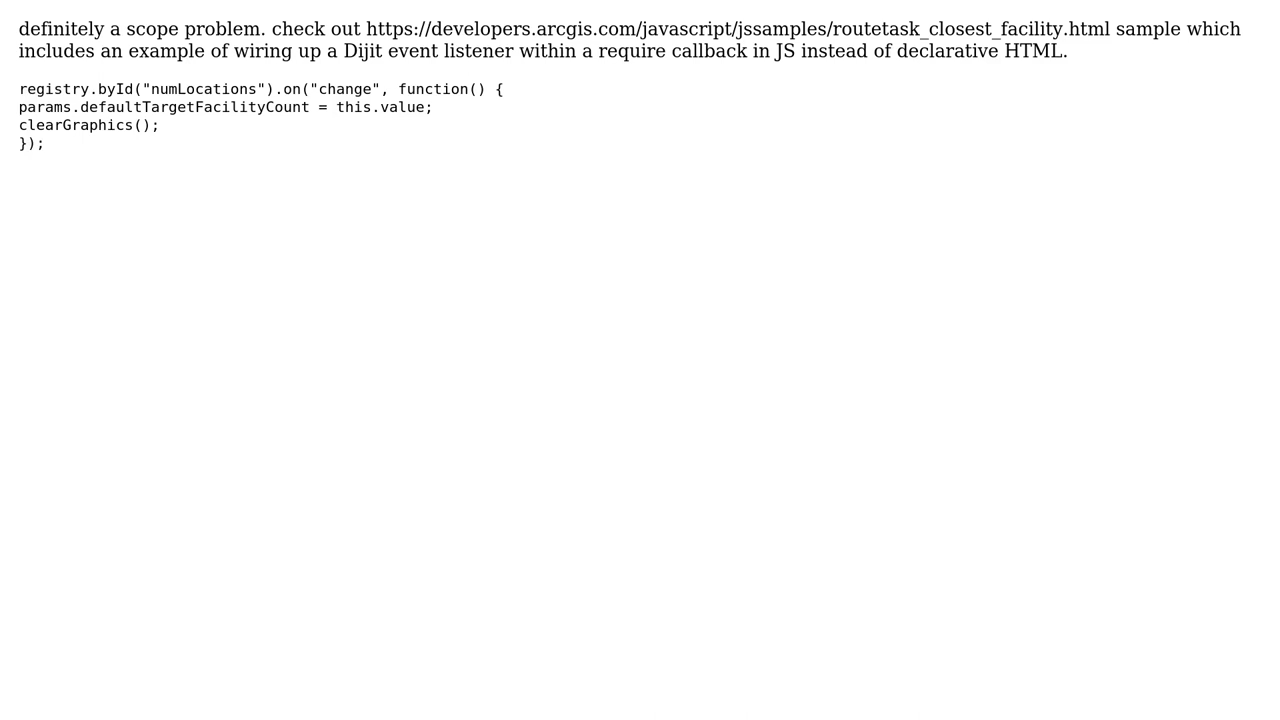 definitely a scope problem. check out https://developers.arcgis.com/javascript/jssamples/routetask_closest_facility.html sample which
includes an example of wiring up a Dijit event listener within a require callback in JS instead of declarative HTML.
registry.byId("numLocations").on("change", function() {
params.defaultTargetFacilityCount = this.value;
clearGraphics();
});